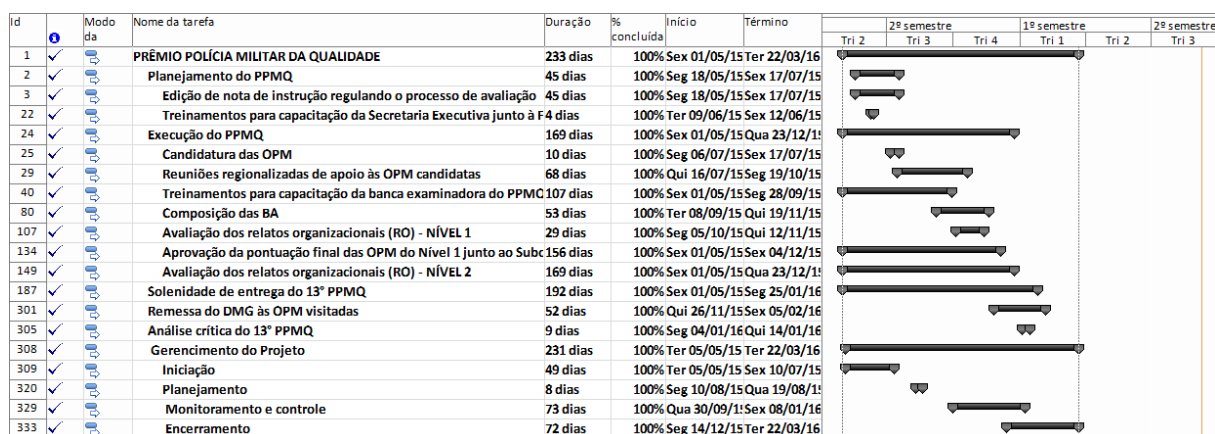 Id Modo da Nome da tarefa Duração % concluída Início Término 2º semestre 1º semestre 2º semestre
Tri 2 Tri 3 Tri 4 Tri 1 Tri 2 Tri 3
1 PRÊMIO POLÍCIA MILITAR DA QUALIDADE 233 dias 100% Sex 01/05/15 Ter 22/03/16
2 Planejamento do PPMQ 45 dias 100% Seg 18/05/15 Sex 17/07/15
3 Edição de nota de instrução regulando o processo de avaliação 45 dias 100% Seg 18/05/15 Sex 17/07/15
22 Treinamentos para capacitação da Secretaria Executiva junto à F 4 dias 100% Ter 09/06/15 Sex 12/06/15
24 Execução do PPMQ 169 dias 100% Sex 01/05/15 Qua 23/12/1
25 Candidatura das OPM 10 dias 100% Seg 06/07/15 Sex 17/07/15
29 Reuniões regionalizadas de apoio às OPM candidatas 68 dias 100% Qui 16/07/15 Seg 19/10/15
40 Treinamentos para capacitação da banca examinadora do PPMQ 107 dias 100% Sex 01/05/15 Seg 28/09/15
80 Composição das BA 53 dias 100% Ter 08/09/15 Qui 19/11/15
107 Avaliação dos relatos organizacionais (RO) - NÍVEL 1 29 dias 100% Seg 05/10/15 Qui 12/11/15
134 Aprovação da pontuação final das OPM do Nível 1 junto ao Subc 156 dias 100% Sex 01/05/15 Sex 04/12/15
149 Avaliação dos relatos organizacionais (RO) - NÍVEL 2 169 dias 100% Sex 01/05/15 Qua 23/12/1
187 Solenidade de entrega do 13° PPMQ 192 dias 100% Sex 01/05/15 Seg 25/01/16
301 Remessa do DMG às OPM visitadas 52 dias 100% Qui 26/11/15 Sex 05/02/16
305 Análise crítica do 13° PPMQ 9 dias 100% Seg 04/01/16 Qui 14/01/16
308 Gerencimento do Projeto 231 dias 100% Ter 05/05/15 Ter 22/03/16
309 Iniciação 49 dias 100% Ter 05/05/15 Sex 10/07/15
320 Planejamento 8 dias 100% Seg 10/08/15 Qua 19/08/1
329 Monitoramento e controle 73 dias 100% Qua 30/09/1 Sex 08/01/16
333 Encerramento 72 dias 100% Seg 14/12/15 Ter 22/03/16